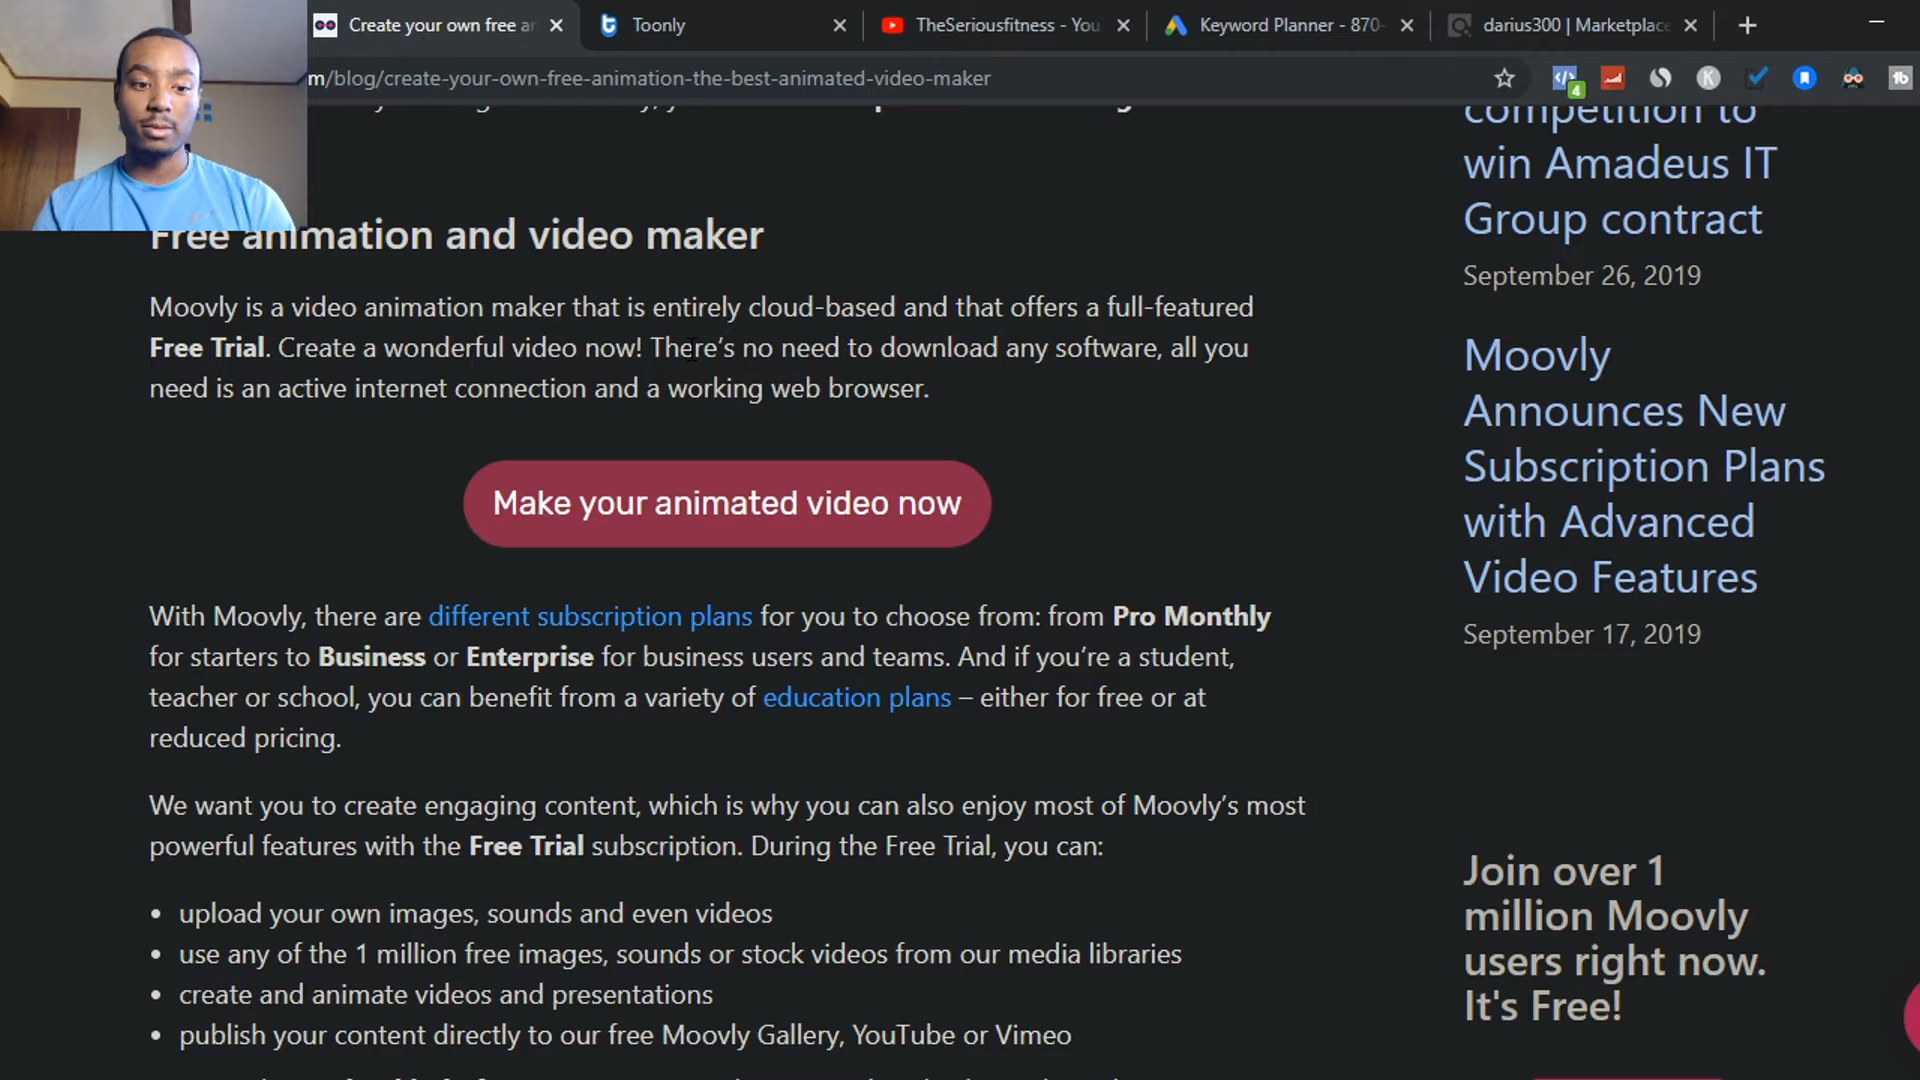 Create your own free an
Toonly
TheSeriousfitness - You
Keyword Planner - 870-
darius300 | Marketplace
m/blog/create-your-own-free-animation-the-best-animated-video-maker
4
K
Free animation and video maker
Moovly is a video animation maker that is entirely cloud-based and that offers a full-featured
Free Trial. Create a wonderful video now! There's no need to download any software, all you
need is an active internet connection and a working web browser.
Make your animated video now
With Moovly, there are different subscription plans for you to choose from: from Pro Monthly
for starters to Business or Enterprise for business users and teams. And if you're a student,
teacher or school, you can benefit from a variety of education plans – either for free or at
reduced pricing.
We want you to create engaging content, which is why you can also enjoy most of Moovly's most
powerful features with the Free Trial subscription. During the Free Trial, you can:
• upload your own images, sounds and even videos
• use any of the 1 million free images, sounds or stock videos from our media libraries
• create and animate videos and presentations
• publish your content directly to our free Moovly Gallery, YouTube or Vimeo
competition to
win Amadeus IT
Group contract
September 26, 2019
Moovly
Announces New
Subscription Plans
with Advanced
Video Features
September 17, 2019
Join over 1
million Moovly
users right now.
It's Free!